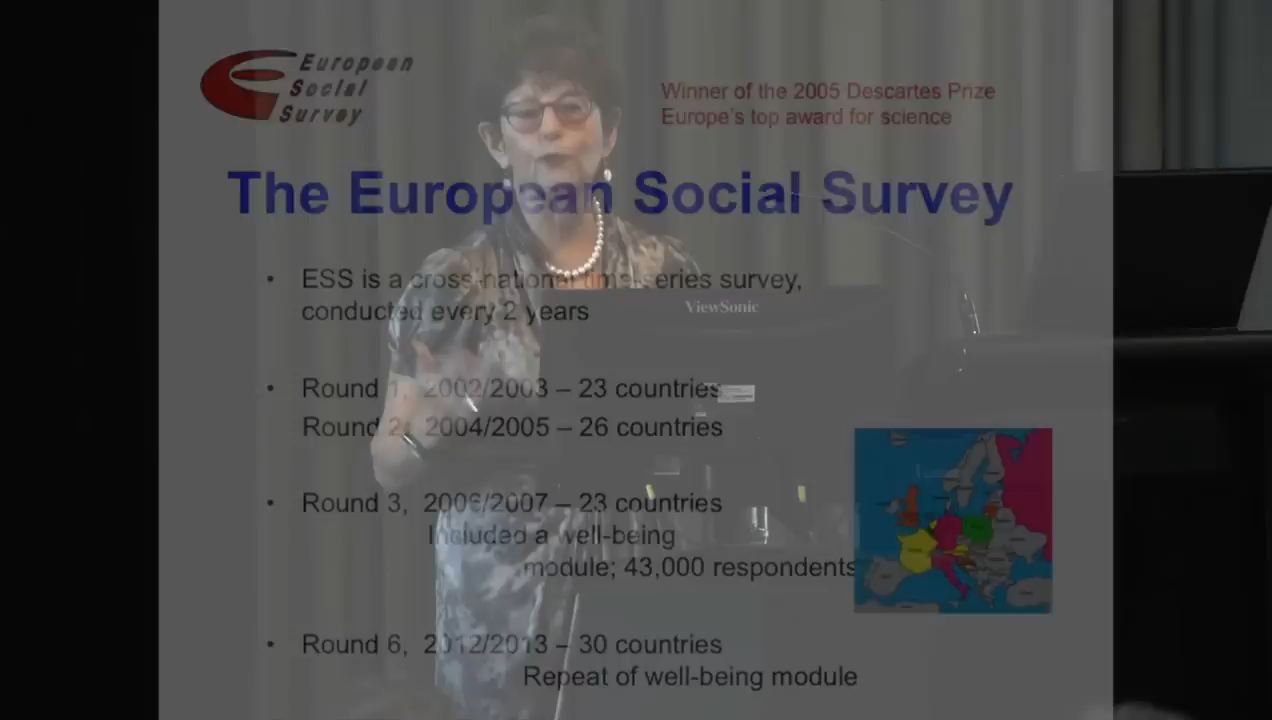 European
Social
Survey
Winner of the 2005 Descartes Prize
Europe's top award for science
The European Social Survey
• ESS is a cross-national time-series survey,
conducted every 2 years
ViewSonic
• Round 1, 2002/2003 – 23 countries
Round 2, 2004/2005 – 26 countries
• Round 3, 2006/2007 – 23 countries
Included a well-being
module; 43,000 respondents
• Round 6, 2012/2013 – 30 countries
Repeat of well-being module